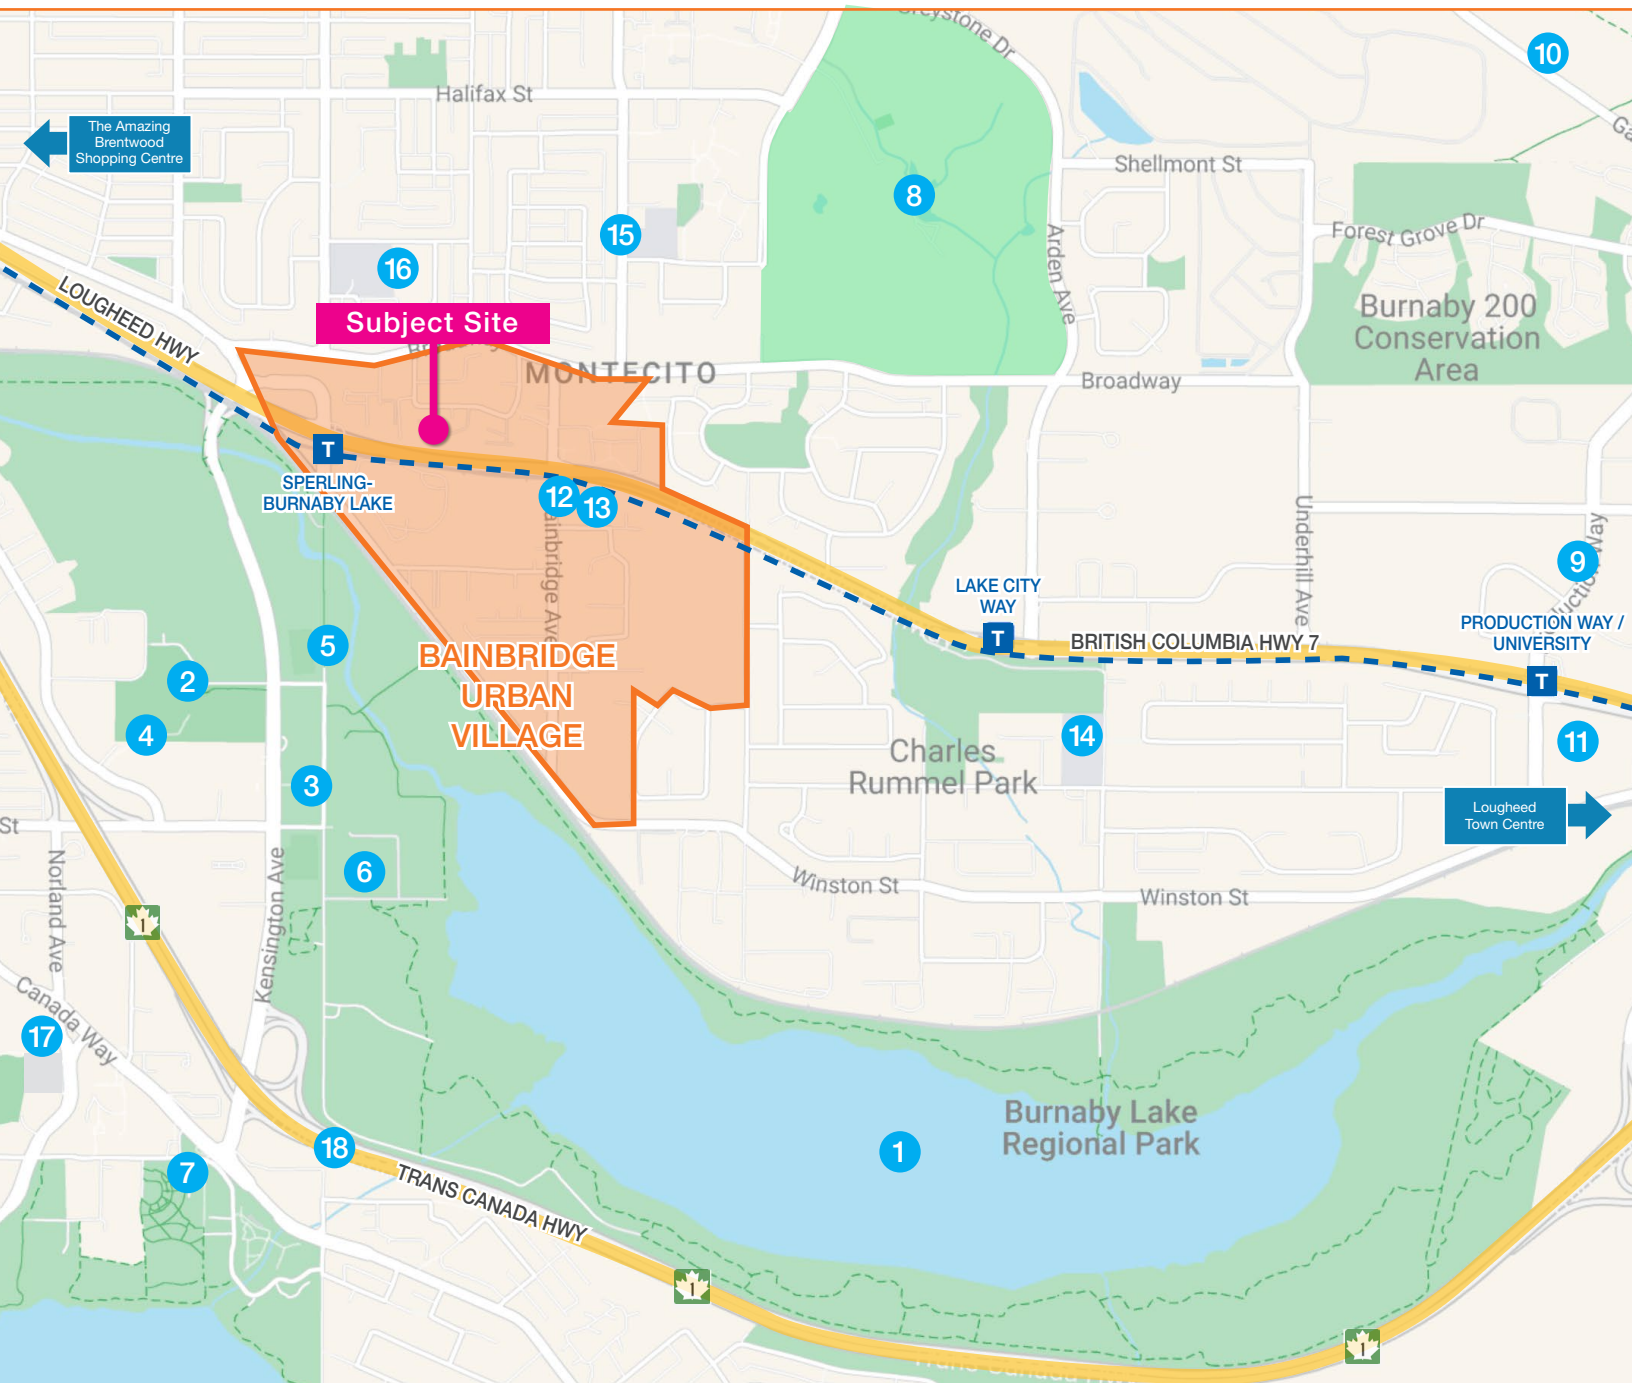 Greystone Dr
10
Halifax St
The Amazing
Brentwood
Shopping Centre
Shellmont St
8
15
Forest Grove Dr
16
Arden Ave
LOUGHEED HWY
Subject Site
Burnaby 200
Conservation
Area
MONTECITO
Broadway
T
SPERLING-
BURNABY LAKE
12
13
Bainbridge Ave
Underhill Ave
9
LAKE CITY
WAY
T
BRITISH COLUMBIA HWY 7
PRODUCTION WAY /
UNIVERSITY
T
5
BAINBRIDGE
URBAN
VILLAGE
2
4
14
11
Charles
Rummel Park
3
Lougheed
Town Centre
St
6
Norland Ave
Kensington Ave
Winston St
Winston St
1
Canada Way
17
Burnaby Lake
Regional Park
18
1
7
TRANS CANADA HWY
1
1